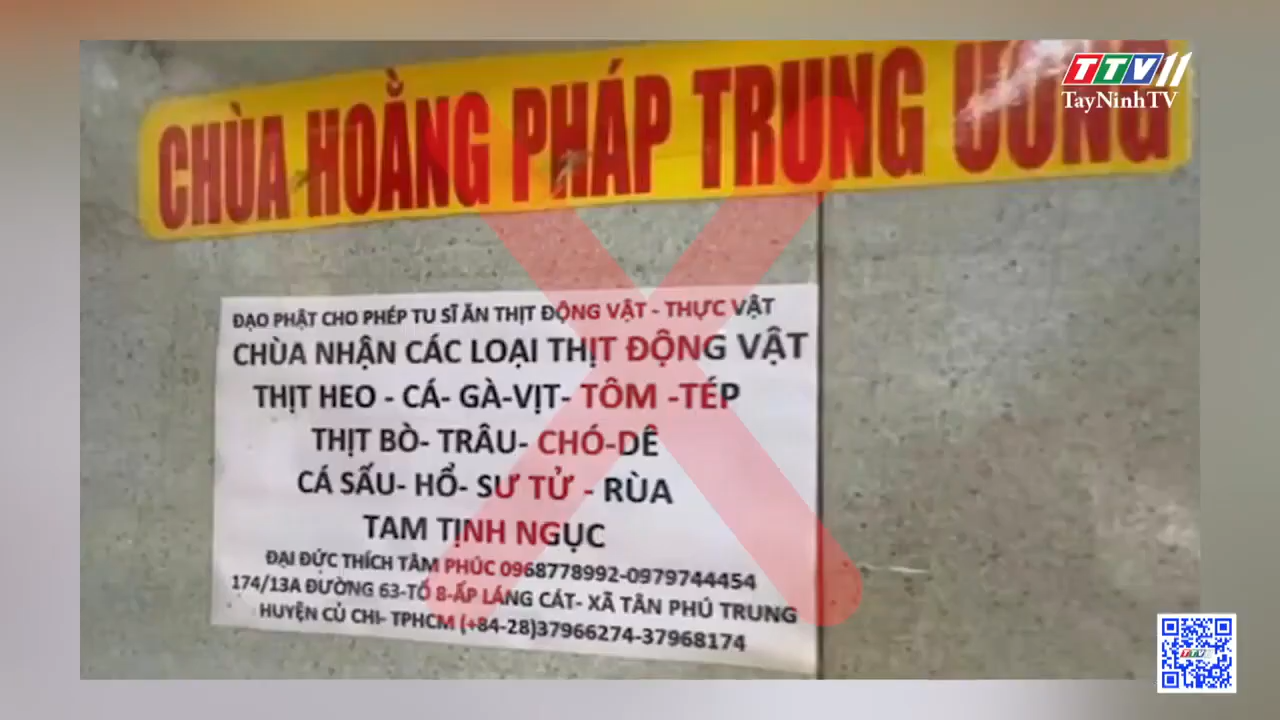 TTV11
TayNinhTV
CHÙA HOẰNG PHÁP TRUNG ƯƠNG
ĐẠO PHẬT CHO PHÉP TU SĨ ĂN THỊT ĐỘNG VẬT - THỰC VẬT
CHÙA NHẬN CÁC LOẠI THỊT ĐỘNG VẬT
THỊT HEO - CÁ- GÀ-VỊT- TÔM -TÉP
THỊT BÒ- TRÂU- CHÓ-DÊ
CÁ SẤU- HỔ- SƯ TỬ - RÙA
TAM TỊNH NGỤC
ĐẠI ĐỨC THÍCH TÂM PHÚC 0968778992-0979744454
174/13A ĐƯỜNG 63-TỔ 8-ẤP LÁNG CÁT- XÃ TÂN PHÚ TRUNG
HUYỆN CỦ CHI- TPHCM (+84-28)37966274-37968174
TTV